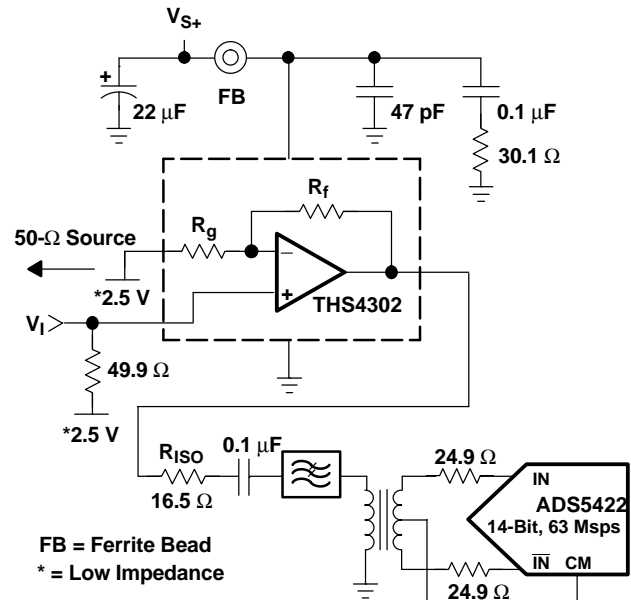 VS+
+
22 μF
FB
47 pF
0.1 μF
30.1 Ω
Rf
Rg
50-Ω Source
*2.5 V
−
+
THS4302
VI
49.9 Ω
*2.5 V
RISO
16.5 Ω
0.1 μF
24.9 Ω
IN
ADS5422
14-Bit, 63 Msps
IN CM
24.9 Ω
FB = Ferrite Bead
* = Low Impedance